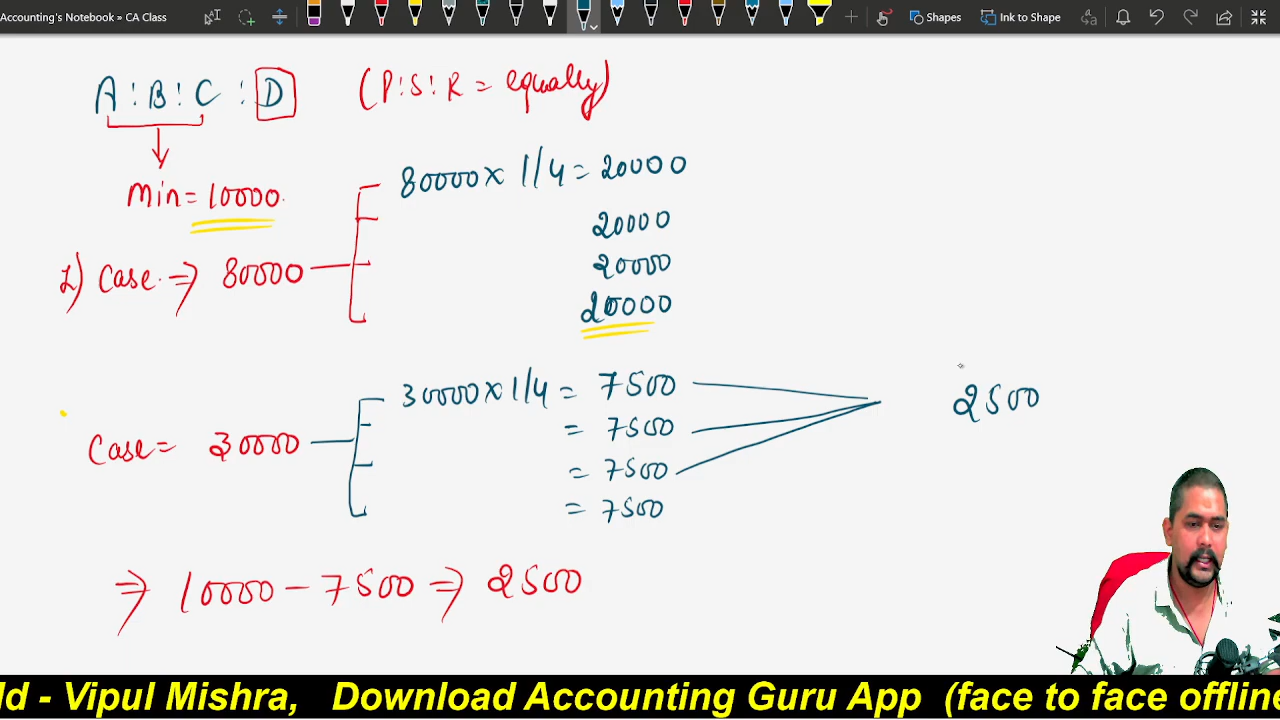 Accounting's Notebook » CA Class
Shapes
Ink to Shape
A : B : C : D (P:S:R = equally)
Min = 10000
80000 x 1/4 = 20000
20000
1) Case ⇒ 80000
20000
20000
30000 x 1/4 = 7500
2500
= 7500
Case = 30000
= 7500
= 7500
⇒ 10000 – 7500 ⇒ 2500
ld - Vipul Mishra, Download Accounting Guru App (face to face offline